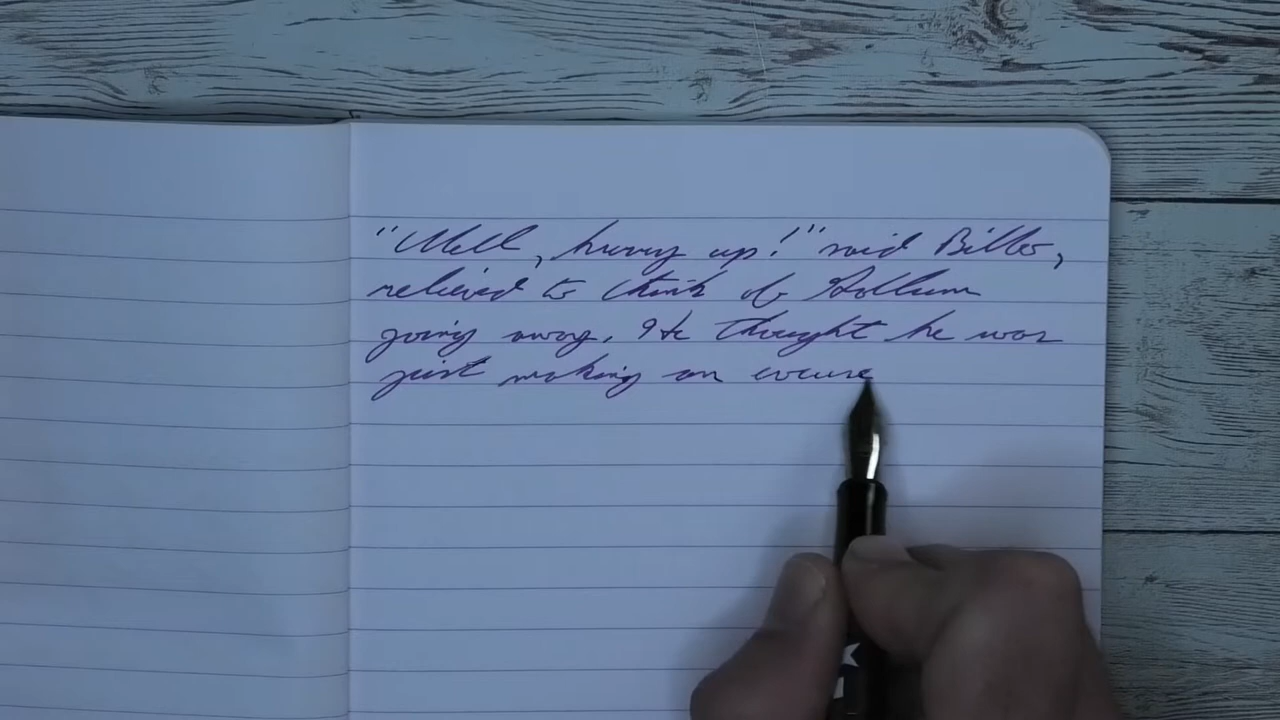 "Well, hurry up!" said Bilbo,
relieved to think of Gollum
going away. He thought he was
just making an excuse